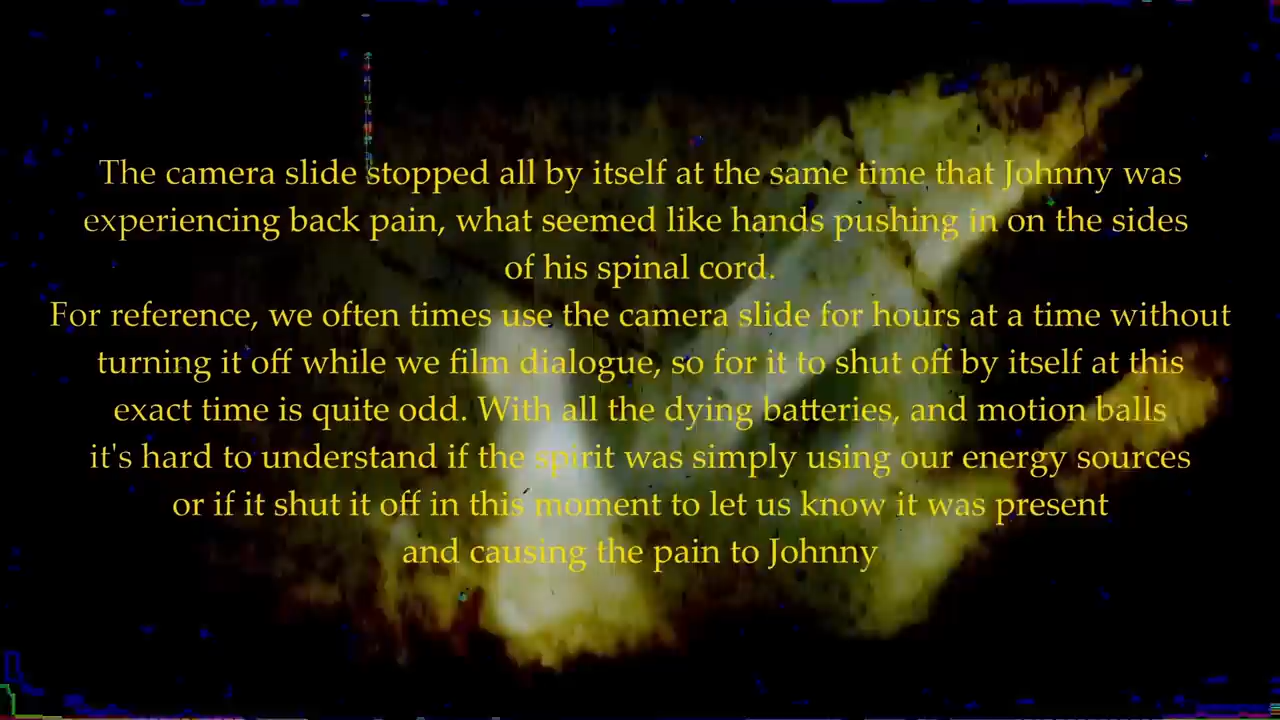 The camera slide stopped all by itself at the same time that Johnny was
experiencing back pain, what seemed like hands pushing in on the sides
of his spinal cord.
For reference, we often times use the camera slide for hours at a time without
turning it off while we film dialogue, so for it to shut off by itself at this
exact time is quite odd. With all the dying batteries, and motion balls
it's hard to understand if the spirit was simply using our energy sources
or if it shut it off in this moment to let us know it was present
and causing the pain to Johnny